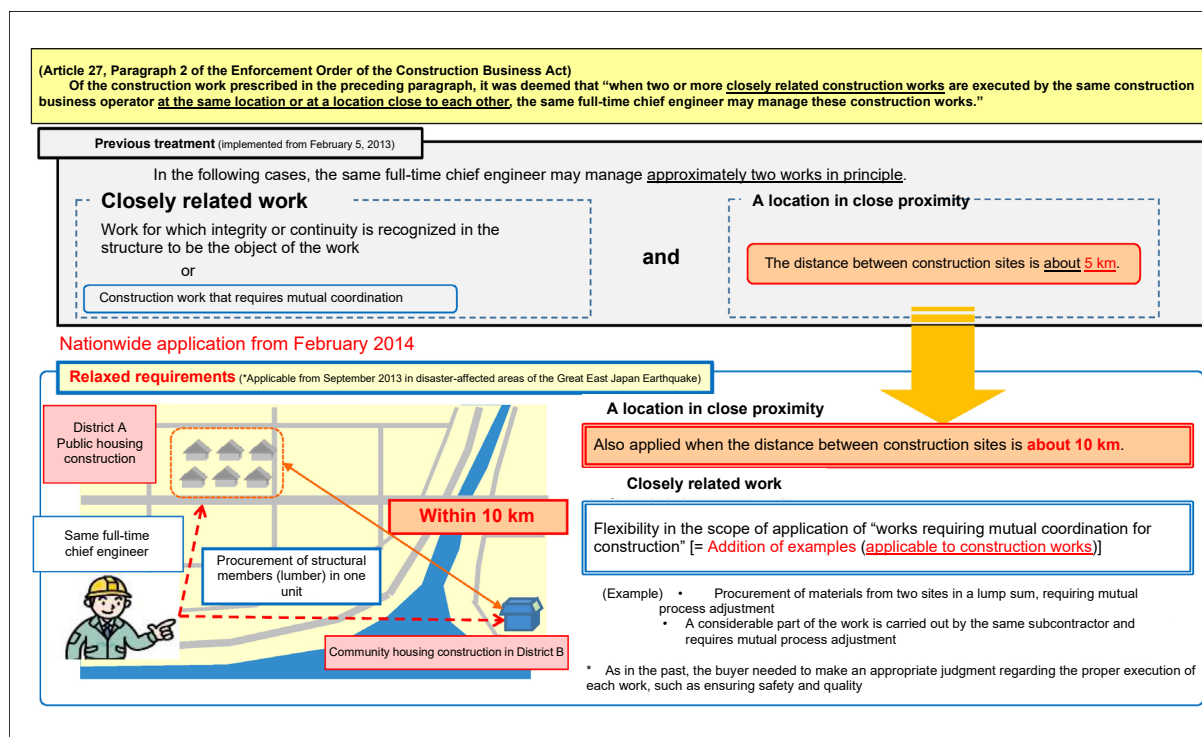 (Article 27, Paragraph 2 of the Enforcement Order of the Construction Business Act)
Of the construction work prescribed in the preceding paragraph, it was deemed that “when two or more closely related construction works are executed by the same construction
business operator at the same location or at a location close to each other, the same full-time chief engineer may manage these construction works.”
Previous treatment (implemented from February 5, 2013)
In the following cases, the same full-time chief engineer may manage approximately two works in principle.
Closely related work
Work for which integrity or continuity is recognized in the
structure to be the object of the work
or
Construction work that requires mutual coordination
and
A location in close proximity
The distance between construction sites is about 5 km.
Nationwide application from February 2014
Relaxed requirements (*Applicable from September 2013 in disaster-affected areas of the Great East Japan Earthquake)
District A
Public housing
construction
Same full-time
chief engineer
Procurement of structural
members (lumber) in one
unit
Within 10 km
Community housing construction in District B
A location in close proximity
Also applied when the distance between construction sites is about 10 km.
Closely related work
Flexibility in the scope of application of “works requiring mutual coordination for
construction” [= Addition of examples (applicable to construction works)]
(Example) • Procurement of materials from two sites in a lump sum, requiring mutual
process adjustment
• A considerable part of the work is carried out by the same subcontractor and
requires mutual process adjustment
* As in the past, the buyer needed to make an appropriate judgment regarding the proper execution of
each work, such as ensuring safety and quality